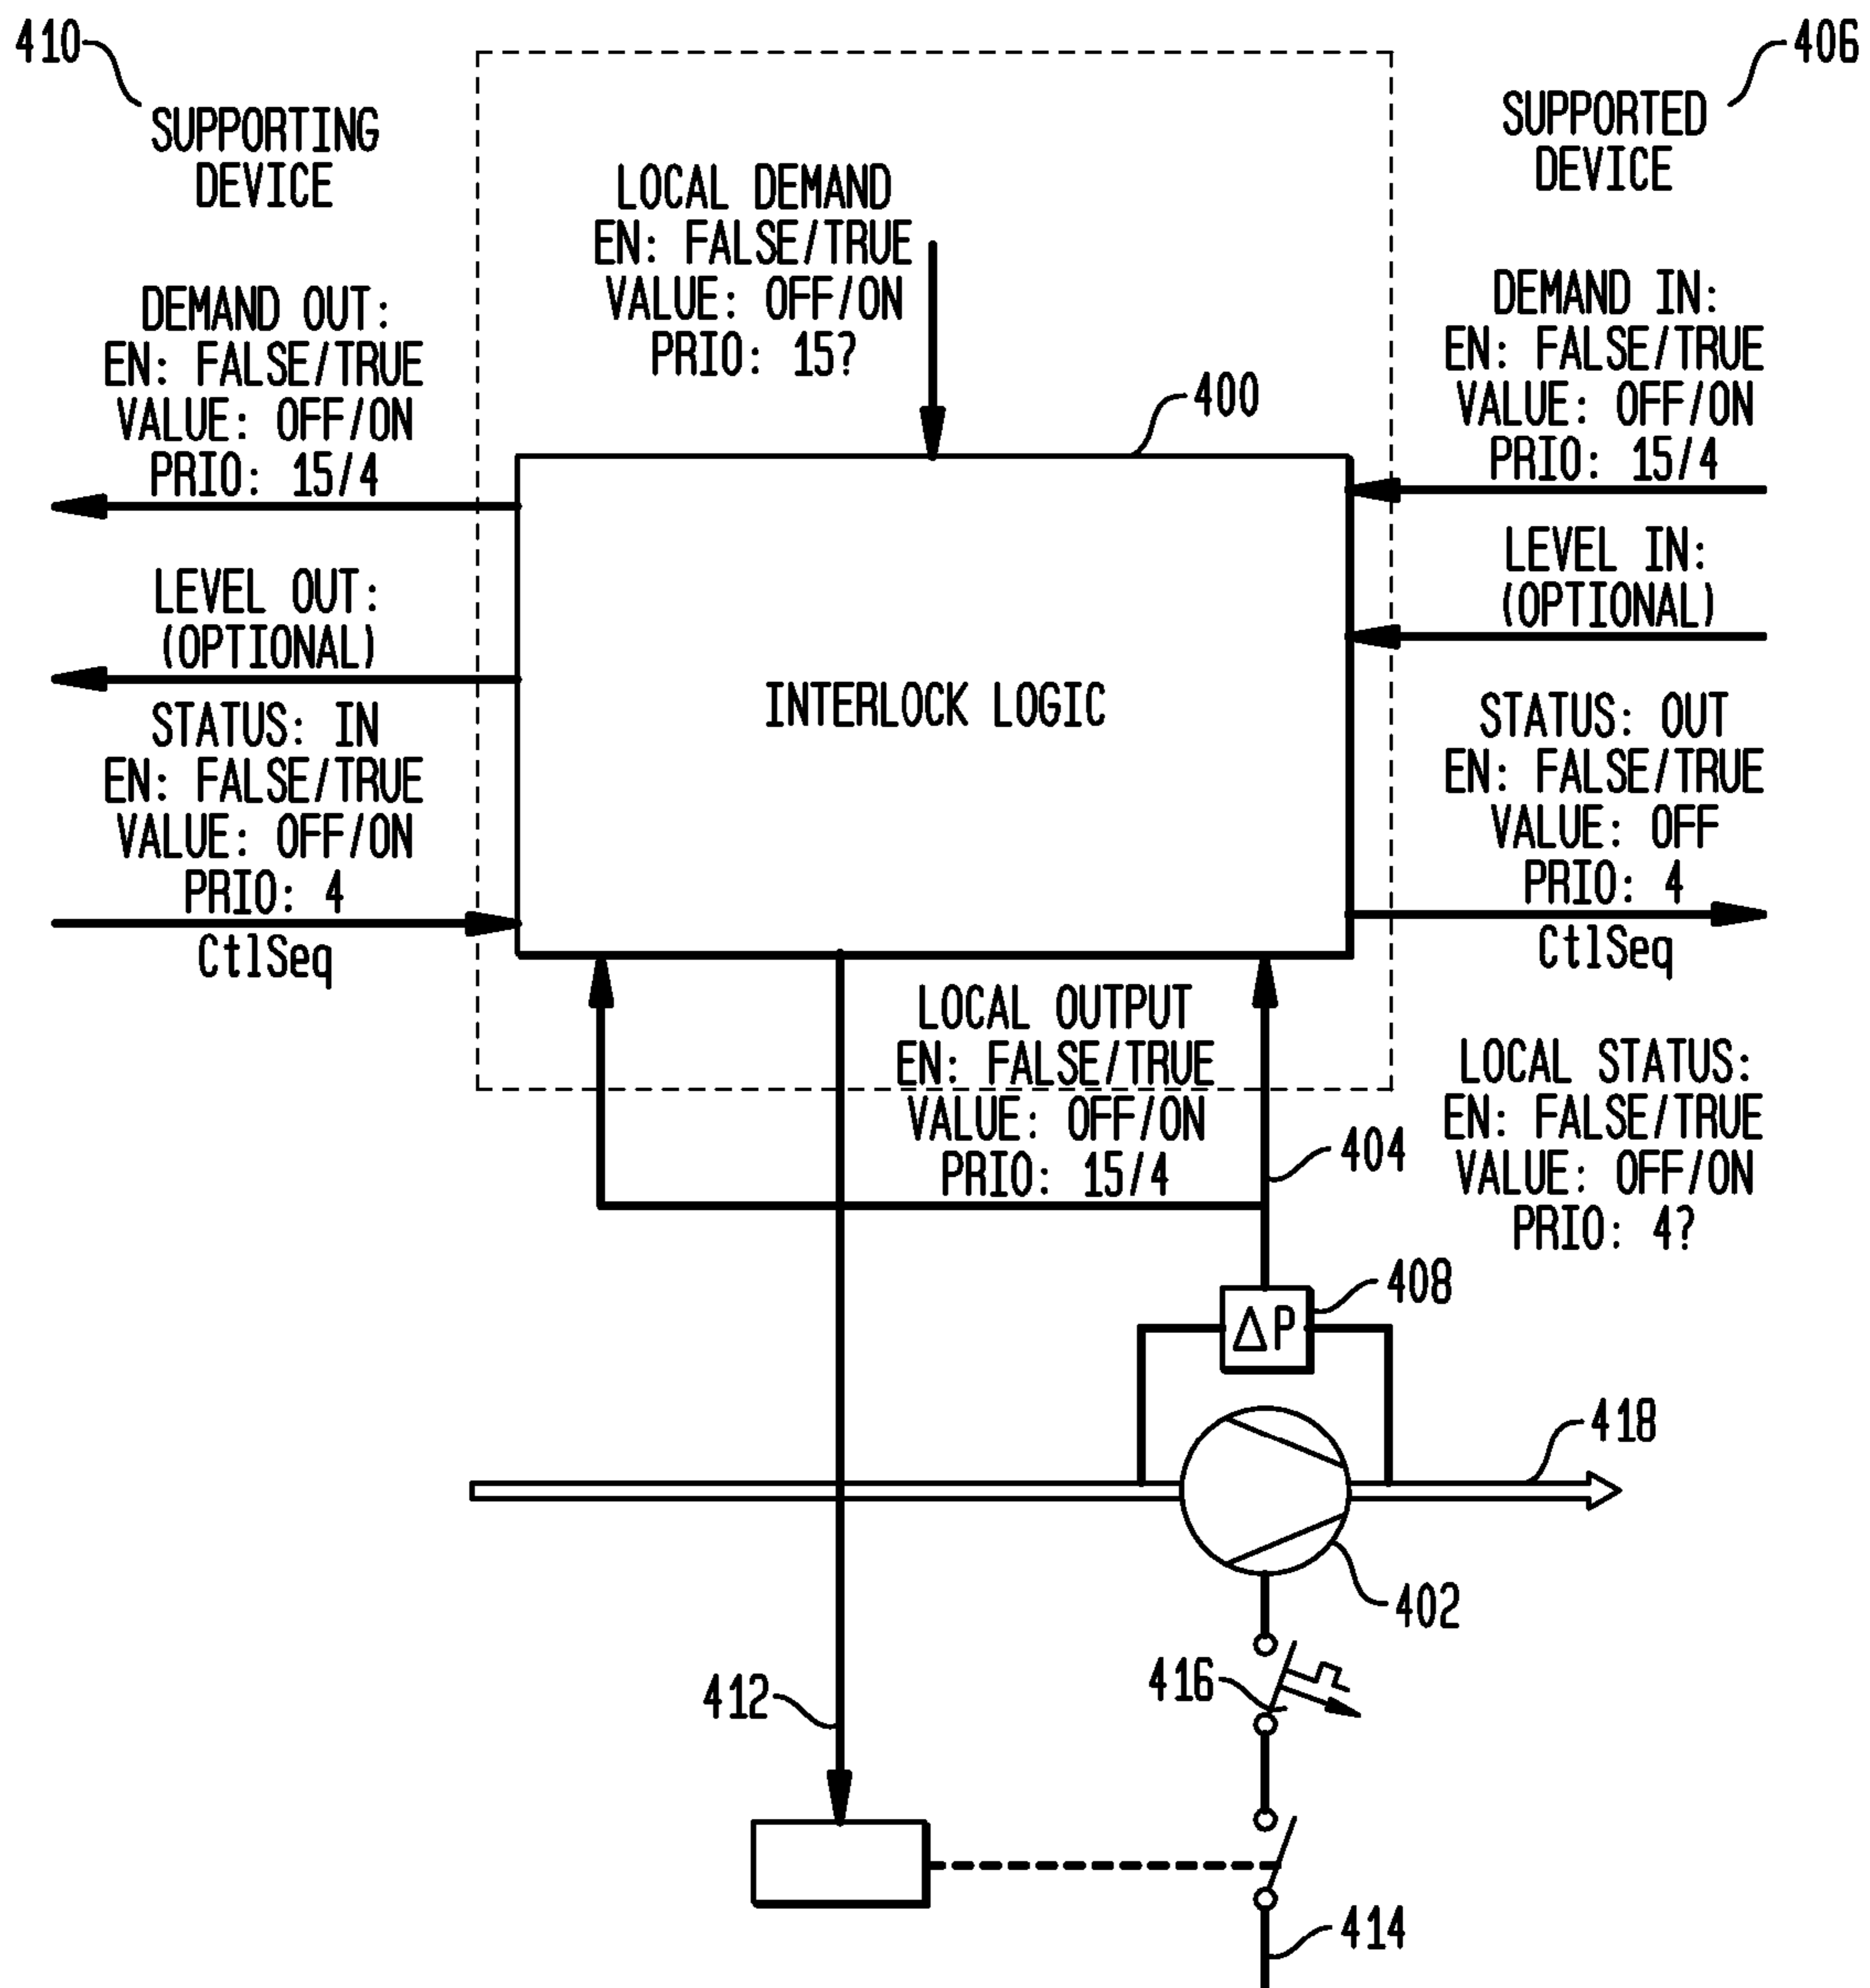 410
406
SUPPORTING
DEVICE
SUPPORTED
DEVICE
LOCAL DEMAND
EN: FALSE/TRUE
VALUE: OFF/ON
PRIO: 15?
DEMAND OUT:
EN: FALSE/TRUE
VALUE: OFF/ON
PRIO: 15/4
DEMAND IN:
EN: FALSE/TRUE
VALUE: OFF/ON
PRIO: 15/4
400
LEVEL OUT:
(OPTIONAL)
LEVEL IN:
(OPTIONAL)
INTERLOCK LOGIC
STATUS: IN
EN: FALSE/TRUE
VALUE: OFF/ON
PRIO: 4
CtlSeq
STATUS: OUT
EN: FALSE/TRUE
VALUE: OFF
PRIO: 4
CtlSeq
LOCAL OUTPUT
EN: FALSE/TRUE
VALUE: OFF/ON
PRIO: 15/4
404
LOCAL STATUS:
EN: FALSE/TRUE
VALUE: OFF/ON
PRIO: 4?
408
ΔP
418
402
416
412
414